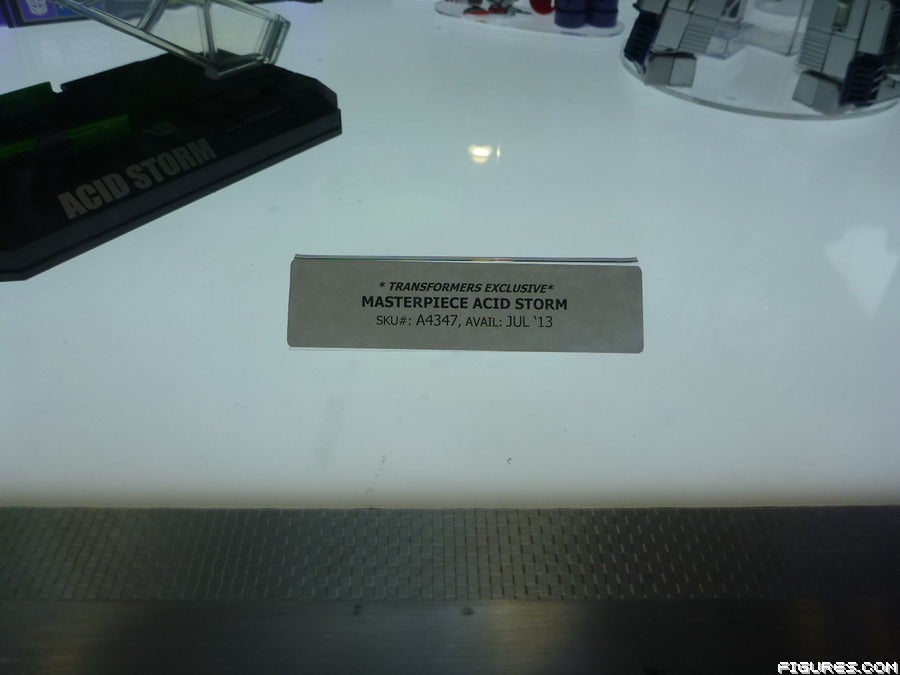 ACID STORM
* TRANSFORMERS EXCLUSIVE*
MASTERPIECE ACID STORM
SKU#: A4347, AVAIL: JUL '13
FIGURES.COM